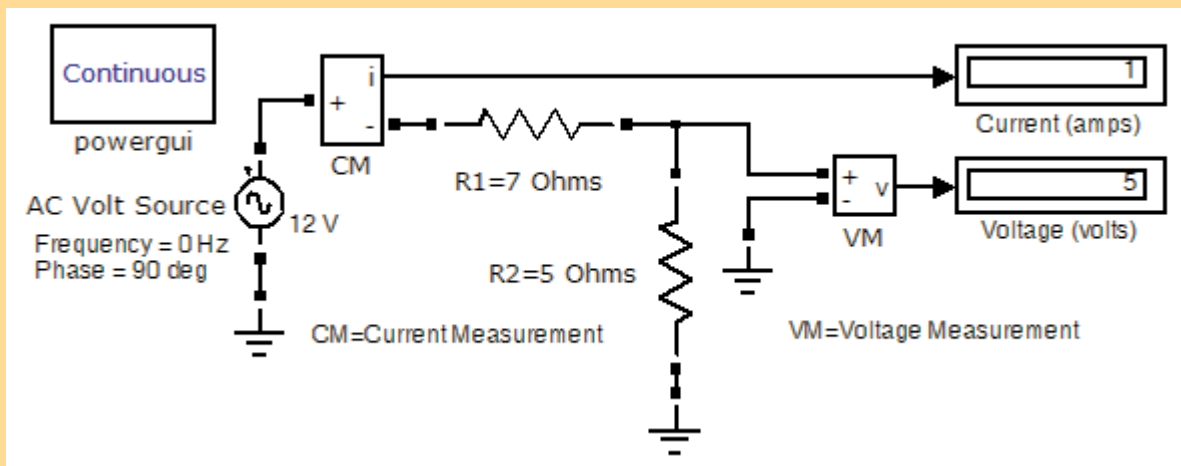 Continuous
powergui
i
+
-
CM
1
Current (amps)
R1=7 Ohms
AC Volt Source
12 V
Frequency = 0 Hz
Phase = 90 deg
+
-
v
VM
5
Voltage (volts)
R2=5 Ohms
CM=Current Measurement
VM=Voltage Measurement